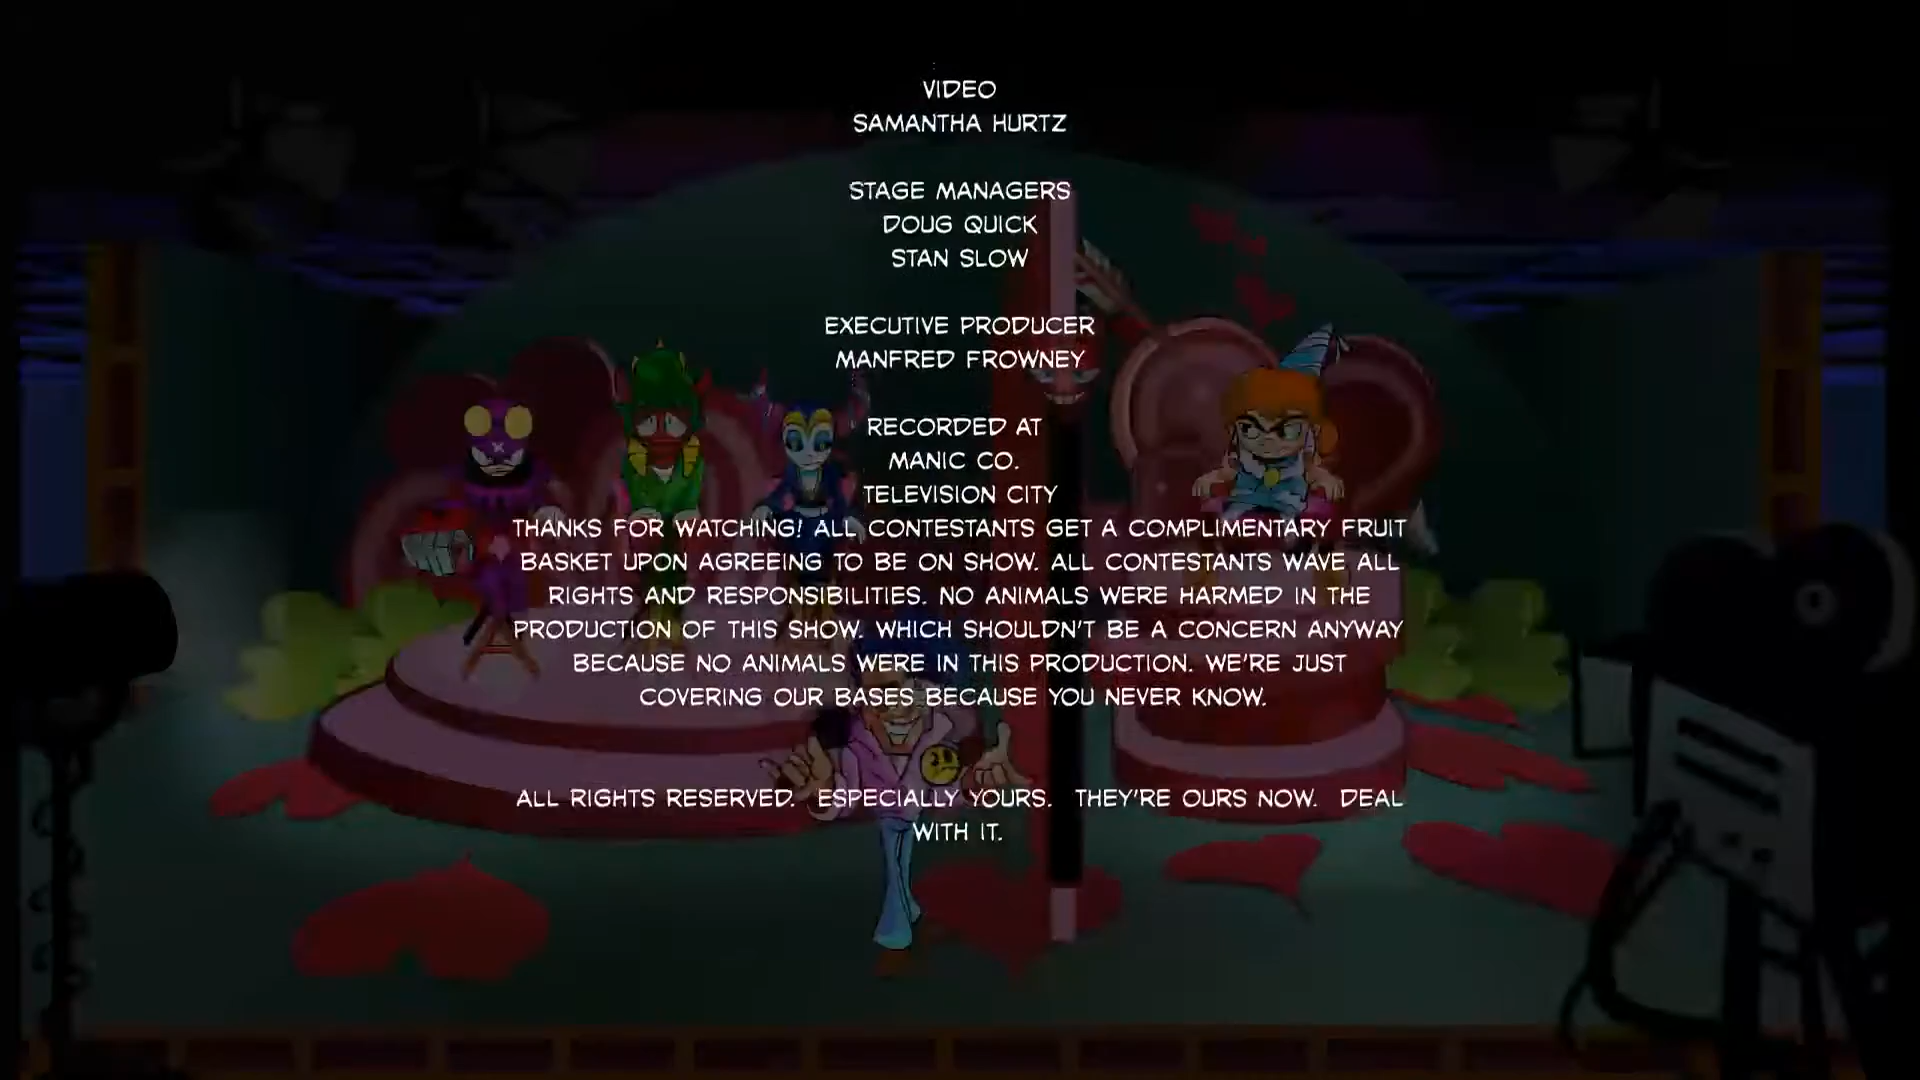 VIDEO
SAMANTHA HURTZ
STAGE MANAGERS
DOUG QUICK
STAN SLOW
EXECUTIVE PRODUCER
MANFRED FROWNEY
RECORDED AT
MANIC CO.
TELEVISION CITY
THANKS FOR WATCHING! ALL CONTESTANTS GET A COMPLIMENTARY FRUIT
BASKET UPON AGREEING TO BE ON SHOW. ALL CONTESTANTS WAVE ALL
RIGHTS AND RESPONSIBILITIES. NO ANIMALS WERE HARMED IN THE
PRODUCTION OF THIS SHOW. WHICH SHOULDN'T BE A CONCERN ANYWAY
BECAUSE NO ANIMALS WERE IN THIS PRODUCTION. WE'RE JUST
COVERING OUR BASES BECAUSE YOU NEVER KNOW.
ALL RIGHTS RESERVED. ESPECIALLY YOURS. THEY'RE OURS NOW. DEAL
WITH IT.